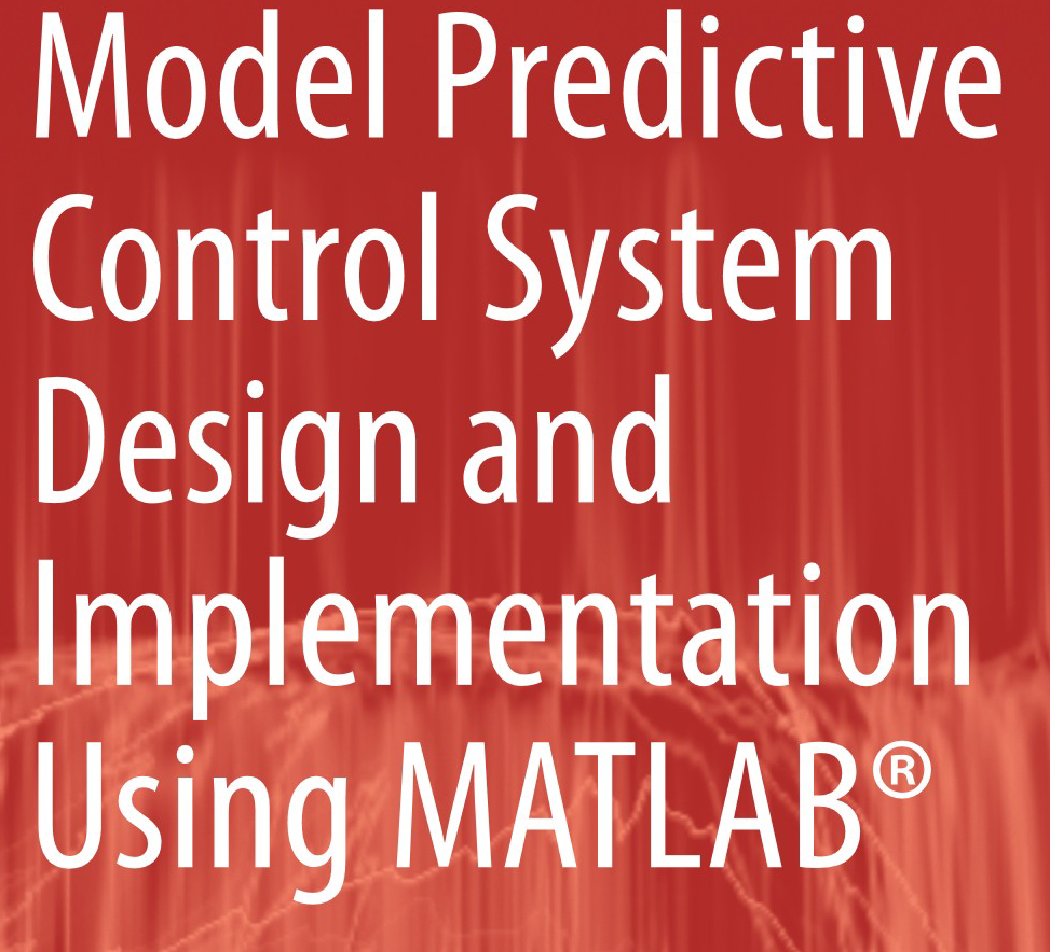 Model Predictive
Control System
Design and
Implementation
Using MATLAB®